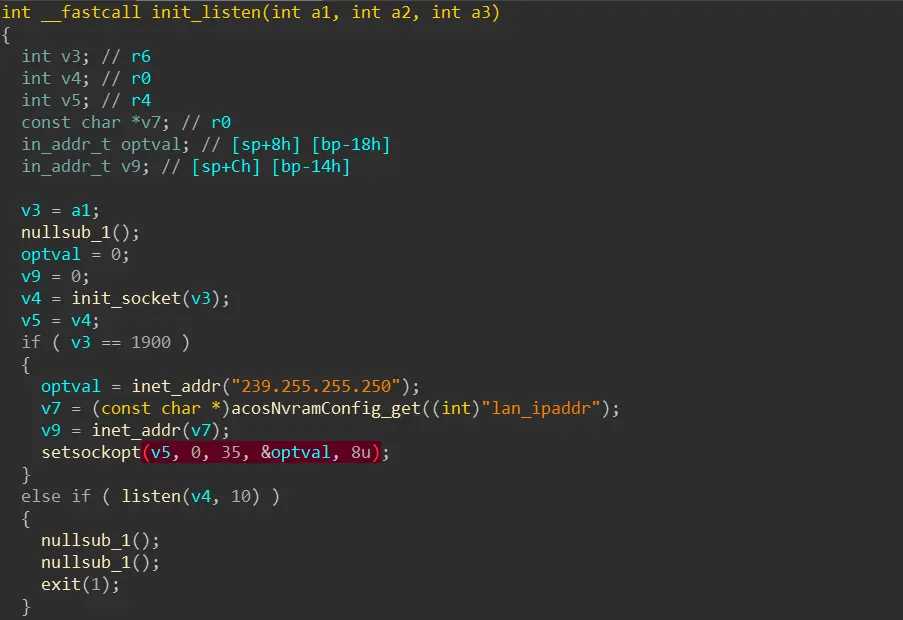 int __fastcall init_listen(int a1, int a2, int a3)
{
  int v3; // r6
  int v4; // r0
  int v5; // r4
  const char *v7; // r0
  in_addr_t optval; // [sp+8h] [bp-18h]
  in_addr_t v9; // [sp+Ch] [bp-14h]

  v3 = a1;
  nullsub_1();
  optval = 0;
  v9 = 0;
  v4 = init_socket(v3);
  v5 = v4;
  if ( v3 == 1900 )
  {
    optval = inet_addr("239.255.255.250");
    v7 = (const char *)acosNvramConfig_get((int)"lan_ipaddr");
    v9 = inet_addr(v7);
    setsockopt(v5, 0, 35, &optval, 8u);
  }
  else if ( listen(v4, 10) )
  {
    nullsub_1();
    nullsub_1();
    exit(1);
  }